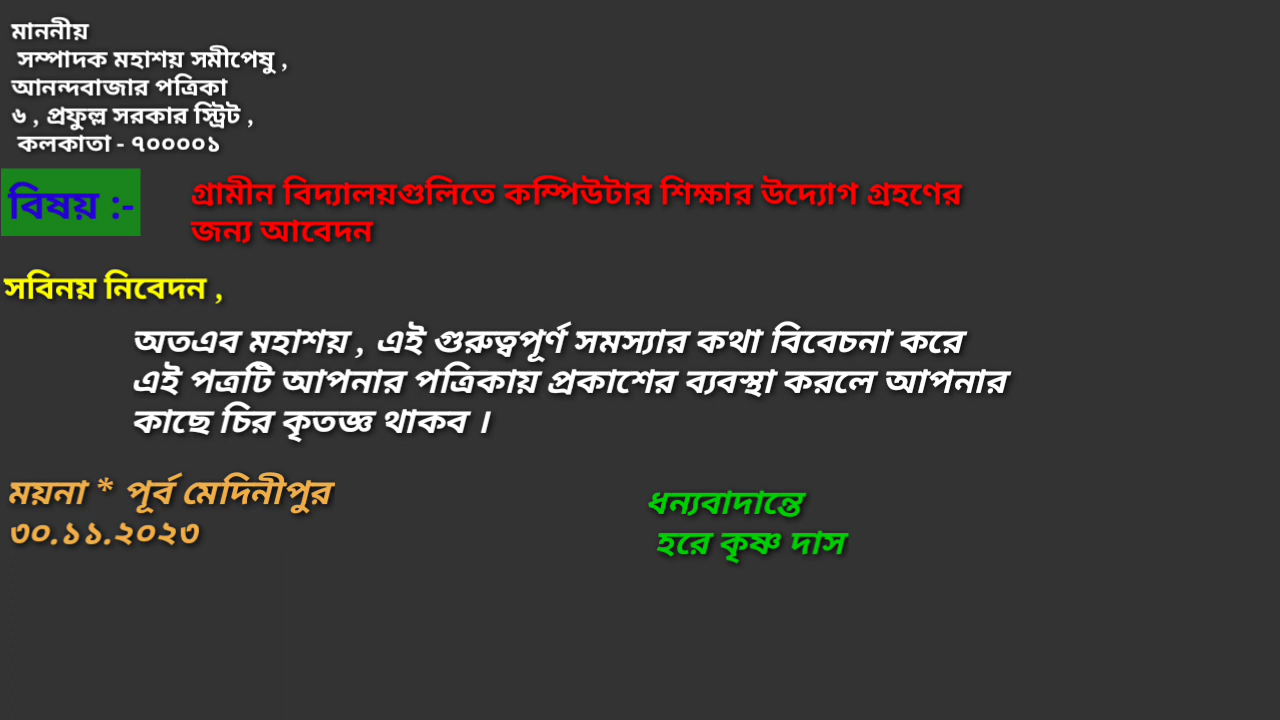 মাননীয়
সম্পাদক মহাশয় সমীপেষু ,
আনন্দবাজার পত্রিকা
৬ , প্রফুল্ল সরকার স্ট্রিট ,
কলকাতা - ৭০০০০১
বিষয় :-
গ্রামীন বিদ্যালয়গুলিতে কম্পিউটার শিক্ষার উদ্যোগ গ্রহণের
জন্য আবেদন
সবিনয় নিবেদন ,
অতএব মহাশয় , এই গুরুত্বপূর্ণ সমস্যার কথা বিবেচনা করে
এই পত্রটি আপনার পত্রিকায় প্রকাশের ব্যবস্থা করলে আপনার
কাছে চির কৃতজ্ঞ থাকব ।
ময়না * পূর্ব মেদিনীপুর
৩০.১১.২০২৩
ধন্যবাদান্তে
হরে কৃষ্ণ দাস